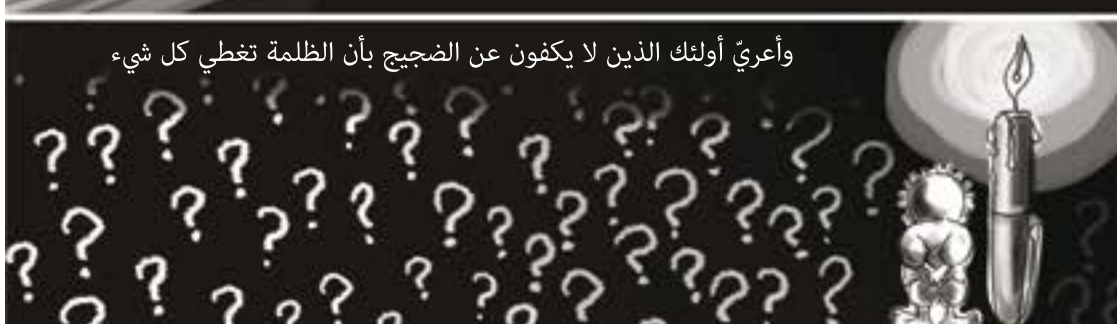 وأعريّ أولئك الذين لا يكفون عن الضجيج بأن الظلمة تغطي كل شيء